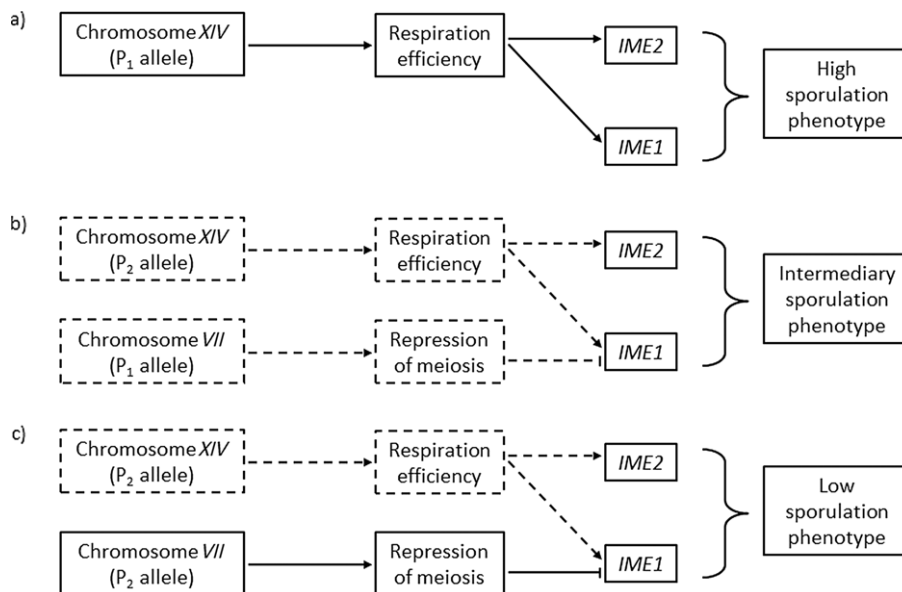 a)
Chromosome XIV
(P₁ allele)
Respiration
efficiency
IME2
IME1
High
sporulation
phenotype
b)
Chromosome XIV
(P₂ allele)
Respiration
efficiency
IME2
Chromosome VII
(P₁ allele)
Repression
of meiosis
IME1
Intermediary
sporulation
phenotype
c)
Chromosome XIV
(P₂ allele)
Respiration
efficiency
IME2
Chromosome VII
(P₂ allele)
Repression
of meiosis
IME1
Low
sporulation
phenotype